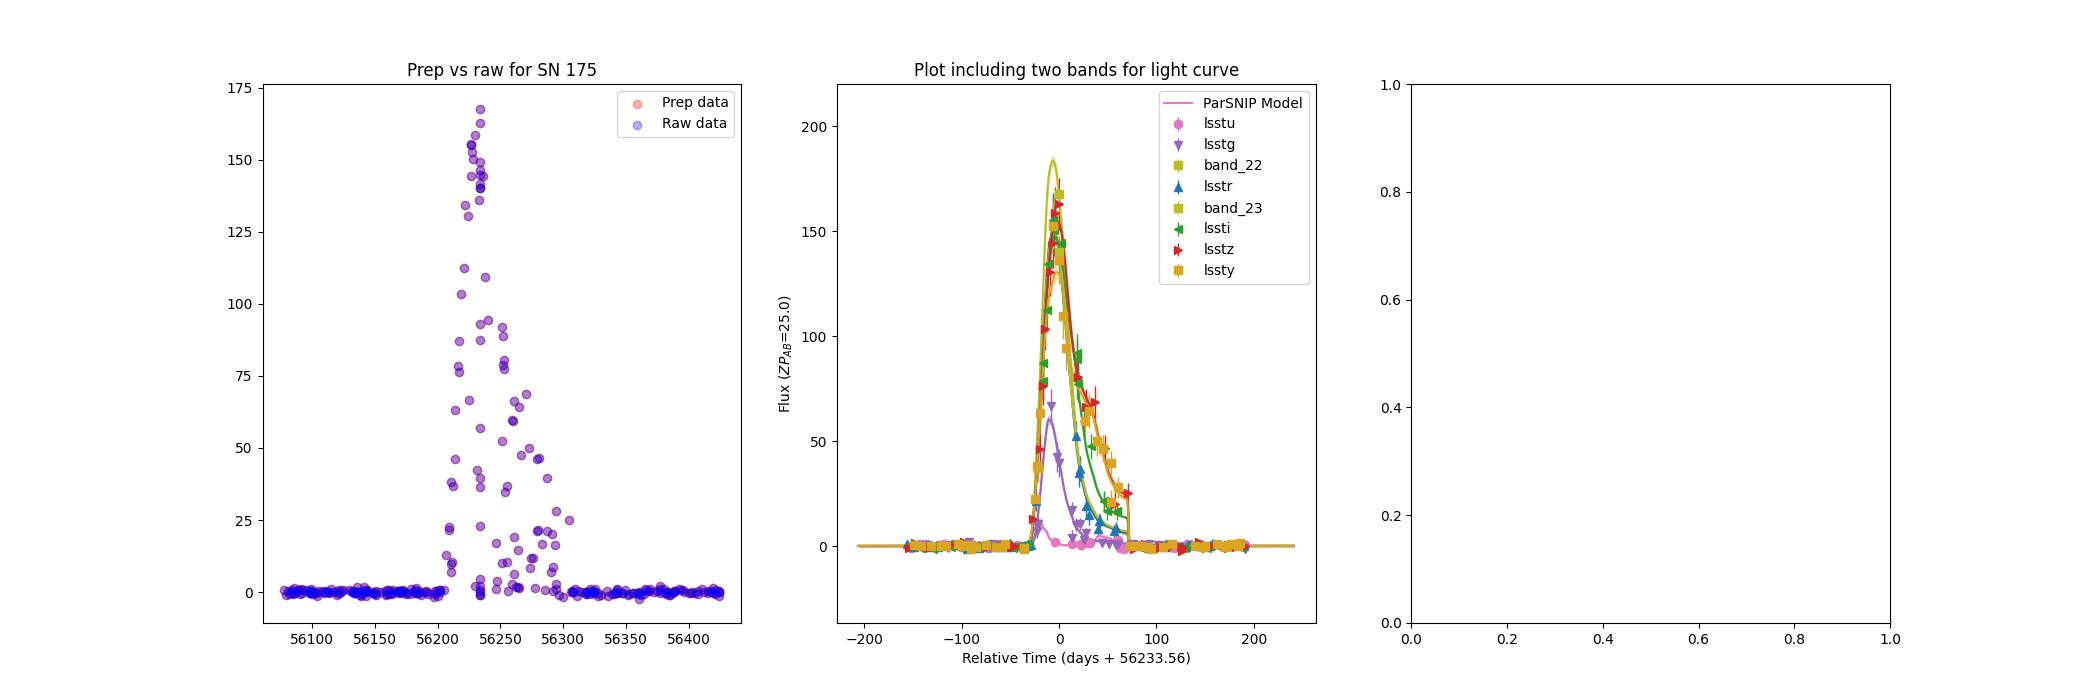 Prep vs raw for SN 175
175
150
125
100
75
50
25
0
56100 56150 56200 56250 56300 56350 56400
Prep data
Raw data
Plot including two bands for light curve
Flux (ZP_AB=25.0)
200
150
100
50
0
−200 −100 0 100 200
Relative Time (days + 56233.56)
ParSNIP Model
lsstu
lsstg
band_22
lsstr
band_23
lssti
lsstz
lssty
1.0
0.8
0.6
0.4
0.2
0.0
0.0 0.2 0.4 0.6 0.8 1.0